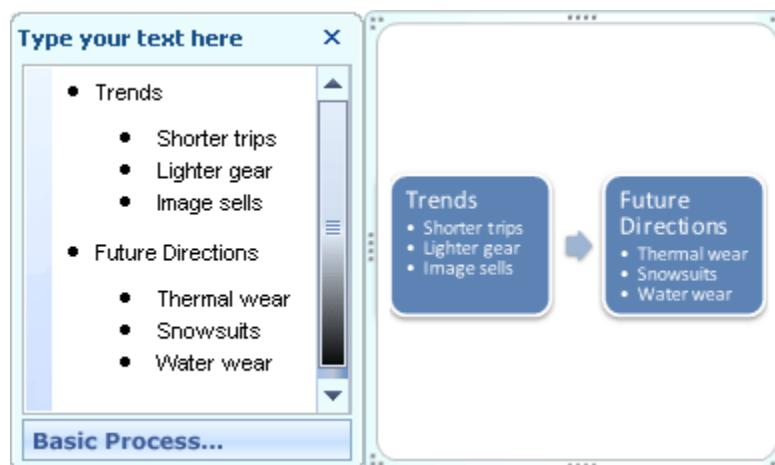 Type your text here
• Trends
• Shorter trips
• Lighter gear
• Image sells
• Future Directions
• Thermal wear
• Snowsuits
• Water wear
Basic Process...
Trends
• Shorter trips
• Lighter gear
• Image sells
Future
Directions
• Thermal wear
• Snowsuits
• Water wear